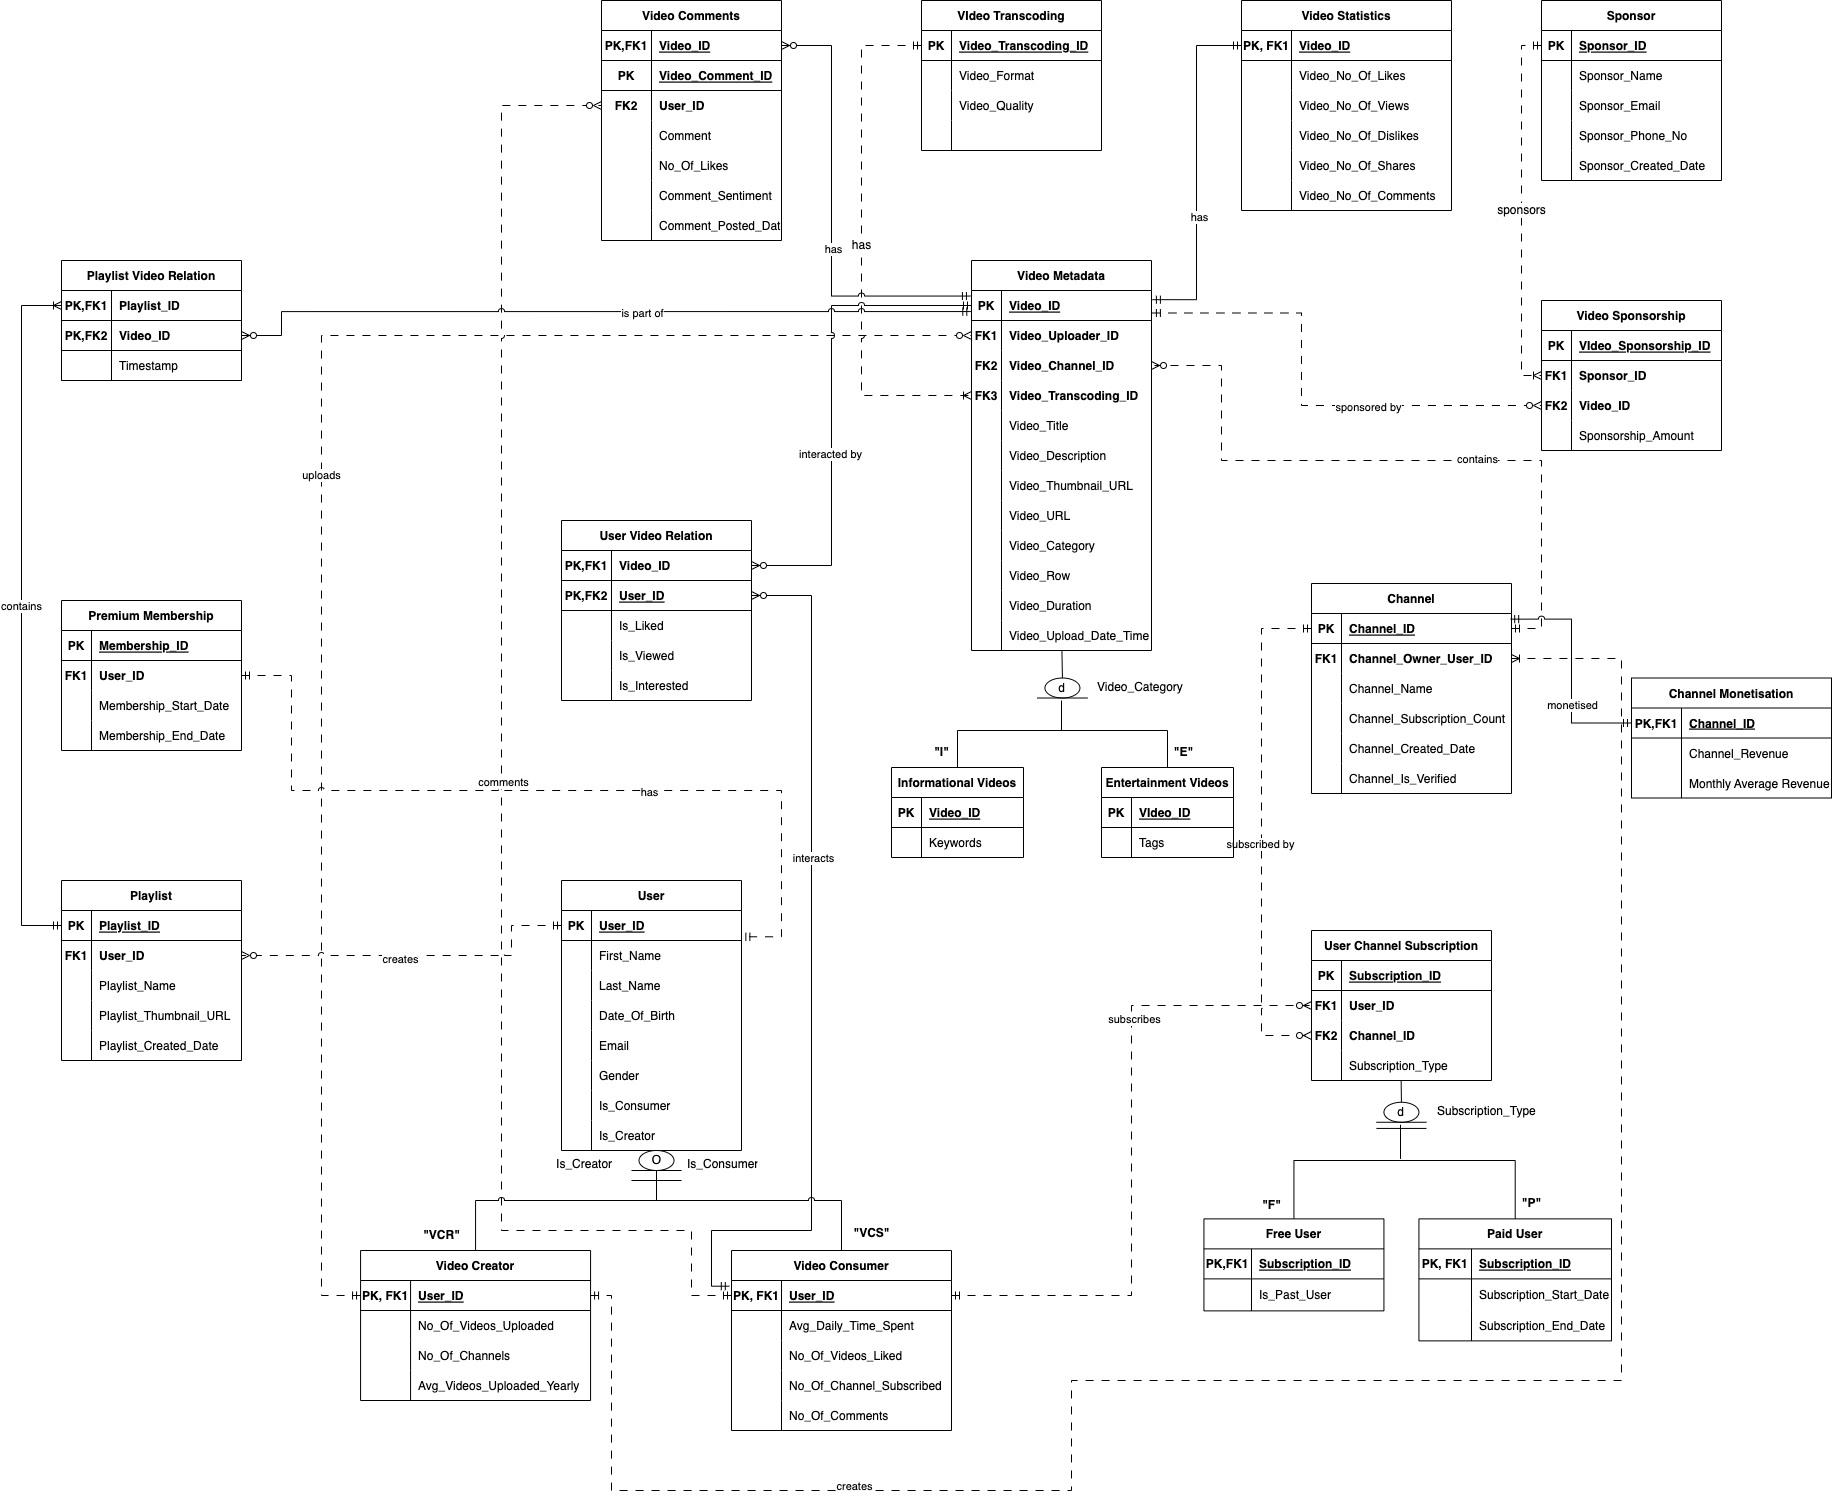 Video Comments
PK,FK1 Video_ID
PK Video_Comment_ID
FK2 User_ID
Comment
No_Of_Likes
Comment_Sentiment
Comment_Posted_Dat
VIdeo Transcoding
PK Video_Transcoding_ID
Video_Format
Video_Quality
Video Statistics
PK, FK1 Video_ID
Video_No_Of_Likes
Video_No_Of_Views
Video_No_Of_Dislikes
Video_No_Of_Shares
Video_No_Of_Comments
Sponsor
PK Sponsor_ID
Sponsor_Name
Sponsor_Email
Sponsor_Phone_No
Sponsor_Created_Date
has
has
has
sponsors
Playlist Video Relation
PK,FK1 Playlist_ID
PK,FK2 Video_ID
Timestamp
is part of
Video Metadata
PK Video_ID
FK1 Video_Uploader_ID
FK2 Video_Channel_ID
FK3 Video_Transcoding_ID
Video_Title
Video_Description
Video_Thumbnail_URL
Video_URL
Video_Category
Video_Row
Video_Duration
Video_Upload_Date_Time
Video Sponsorship
PK VIdeo_Sponsorship_ID
FK1 Sponsor_ID
FK2 Video_ID
Sponsorship_Amount
sponsored by
contains
interacted by
uploads
User Video Relation
PK,FK1 Video_ID
PK,FK2 User_ID
Is_Liked
Is_Viewed
Is_Interested
contains
Premium Membership
PK Membership_ID
FK1 User_ID
Membership_Start_Date
Membership_End_Date
Channel
PK Channel_ID
FK1 Channel_Owner_User_ID
Channel_Name
Channel_Subscription_Count
Channel_Created_Date
Channel_Is_Verified
monetised
Channel Monetisation
PK,FK1 Channel_ID
Channel_Revenue
Monthly Average Revenue
d
Video_Category
"I"
"E"
Informational Videos
PK Video_ID
Keywords
Entertainment Videos
PK VIdeo_ID
Tags
comments
has
subscribed by
interacts
Playlist
PK Playlist_ID
FK1 User_ID
Playlist_Name
Playlist_Thumbnail_URL
Playlist_Created_Date
creates
User
PK User_ID
First_Name
Last_Name
Date_Of_Birth
Email
Gender
Is_Consumer
Is_Creator
User Channel Subscription
PK Subscription_ID
FK1 User_ID
FK2 Channel_ID
Subscription_Type
subscribes
d
Subscription_Type
Is_Creator
O
Is_Consumer
"F"
"P"
"VCR"
"VCS"
Free User
PK,FK1 Subscription_ID
Is_Past_User
Paid User
PK, FK1 Subscription_ID
Subscription_Start_Date
Subscription_End_Date
Video Creator
PK, FK1 User_ID
No_Of_Videos_Uploaded
No_Of_Channels
Avg_Videos_Uploaded_Yearly
Video Consumer
PK, FK1 User_ID
Avg_Daily_Time_Spent
No_Of_Videos_Liked
No_Of_Channel_Subscribed
No_Of_Comments
creates